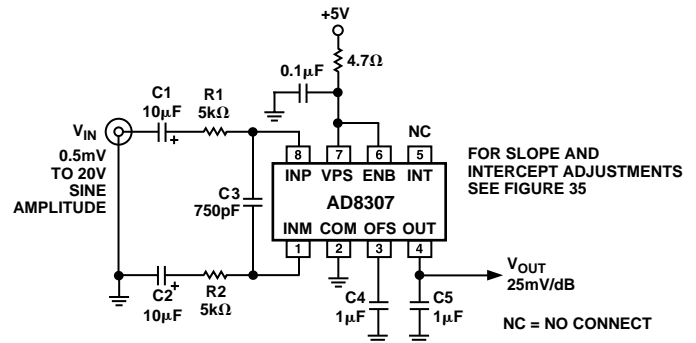 +5V
4.7Ω
0.1µF
C1
10µF
R1
5kΩ
NC
V_IN
0.5mV
TO 20V
SINE
AMPLITUDE
8
7
6
5
INP
VPS
ENB
INT
FOR SLOPE AND
INTERCEPT ADJUSTMENTS
SEE FIGURE 35
C3
750pF
AD8307
INM
COM
OFS
OUT
1
2
3
4
V_OUT
25mV/dB
C2
10µF
R2
5kΩ
C4
1µF
C5
1µF
NC = NO CONNECT
+
+